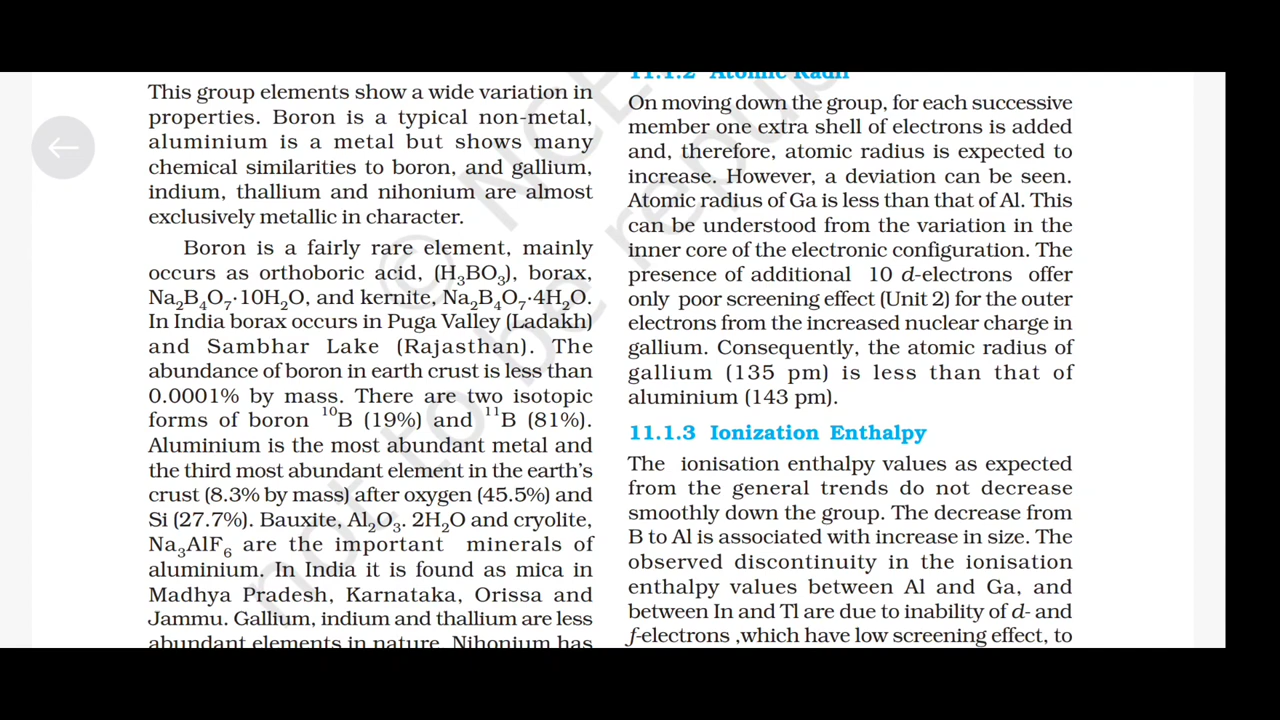 This group elements show a wide variation in
properties. Boron is a typical non-metal,
aluminium is a metal but shows many
chemical similarities to boron, and gallium,
indium, thallium and nihonium are almost
exclusively metallic in character.
Boron is a fairly rare element, mainly
occurs as orthoboric acid, (H₃BO₃), borax,
Na₂B₄O₇·10H₂O, and kernite, Na₂B₄O₇·4H₂O.
In India borax occurs in Puga Valley (Ladakh)
and Sambhar Lake (Rajasthan). The
abundance of boron in earth crust is less than
0.0001% by mass. There are two isotopic
forms of boron ¹⁰B (19%) and ¹¹B (81%).
Aluminium is the most abundant metal and
the third most abundant element in the earth's
crust (8.3% by mass) after oxygen (45.5%) and
Si (27.7%). Bauxite, Al₂O₃. 2H₂O and cryolite,
Na₃AlF₆ are the important minerals of
aluminium. In India it is found as mica in
Madhya Pradesh, Karnataka, Orissa and
Jammu. Gallium, indium and thallium are less
abundant elements in nature. Nihonium has
11.1.2 Atomic Radii
On moving down the group, for each successive
member one extra shell of electrons is added
and, therefore, atomic radius is expected to
increase. However, a deviation can be seen.
Atomic radius of Ga is less than that of Al. This
can be understood from the variation in the
inner core of the electronic configuration. The
presence of additional 10 d-electrons offer
only poor screening effect (Unit 2) for the outer
electrons from the increased nuclear charge in
gallium. Consequently, the atomic radius of
gallium (135 pm) is less than that of
aluminium (143 pm).
11.1.3 Ionization Enthalpy
The ionisation enthalpy values as expected
from the general trends do not decrease
smoothly down the group. The decrease from
B to Al is associated with increase in size. The
observed discontinuity in the ionisation
enthalpy values between Al and Ga, and
between In and Tl are due to inability of d- and
f-electrons ,which have low screening effect, to